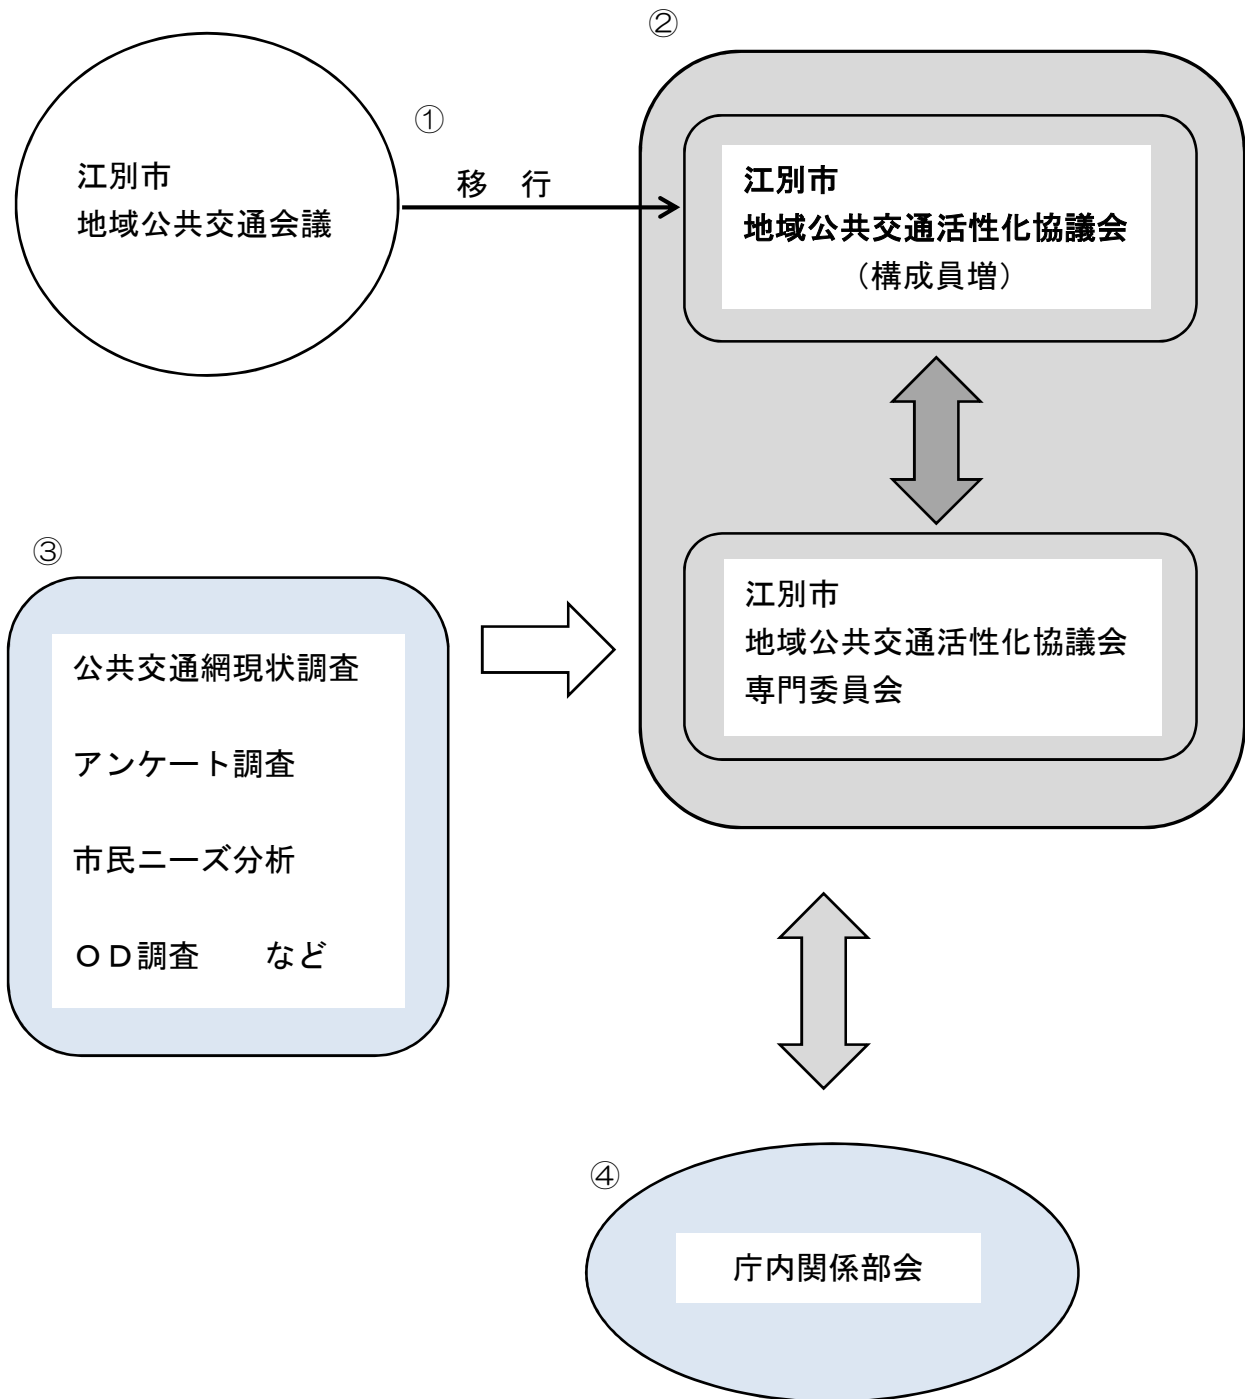 ①
江別市
地域公共交通会議
移　行
②
江別市
地域公共交通活性化協議会
（構成員増）
江別市
地域公共交通活性化協議会
専門委員会
③
公共交通網現状調査
アンケート調査
市民ニーズ分析
ＯＤ調査　　など
④
庁内関係部会